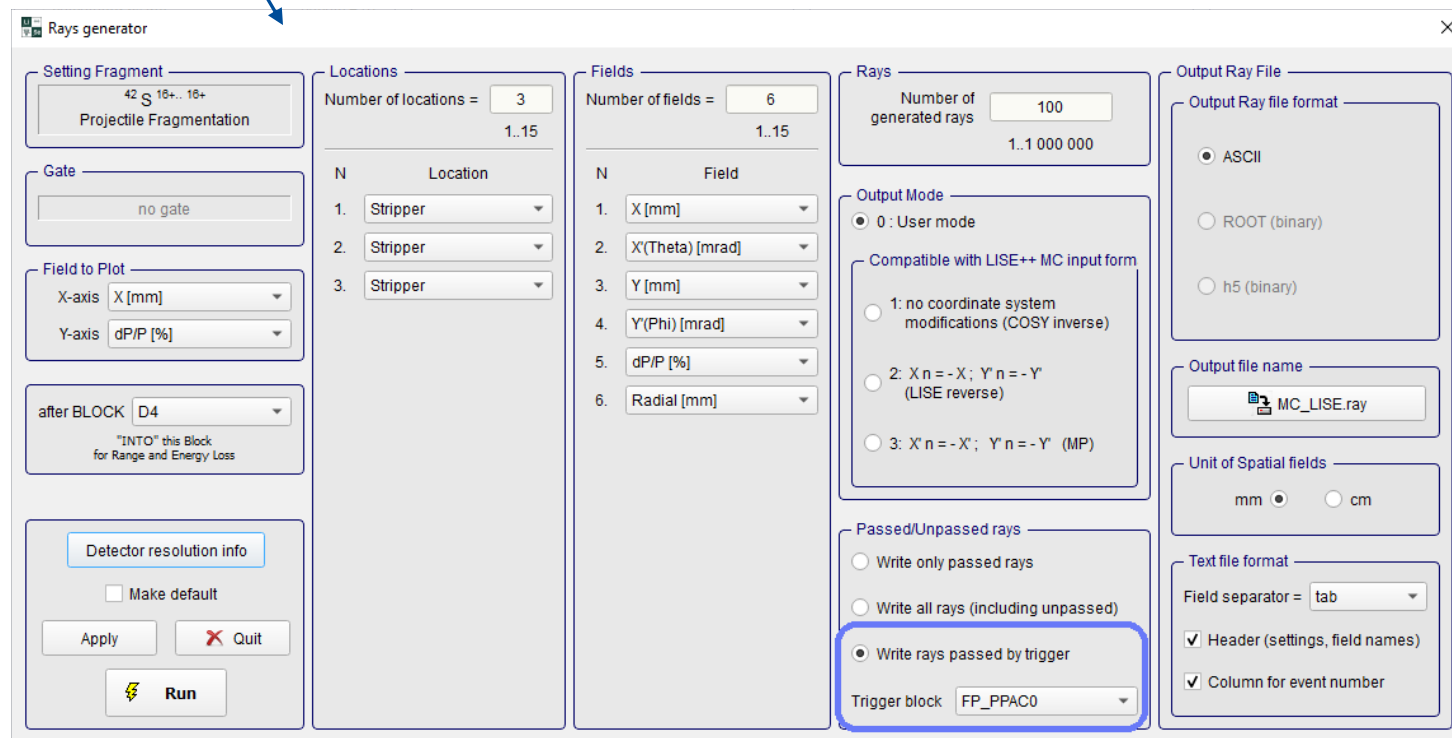 Rays generator
Setting Fragment
42 S 16+.. 16+
Projectile Fragmentation
Gate
no gate
Field to Plot
X-axis X [mm]
Y-axis dP/P [%]
after BLOCK D4
"INTO" this Block
for Range and Energy Loss
Detector resolution info
Make default
Apply
Quit
Run
Locations
Number of locations = 3
1..15
N Location
1. Stripper
2. Stripper
3. Stripper
Fields
Number of fields = 6
1..15
N Field
1. X [mm]
2. X'(Theta) [mrad]
3. Y [mm]
4. Y'(Phi) [mrad]
5. dP/P [%]
6. Radial [mm]
Rays
Number of
generated rays 100
1..1 000 000
Output Mode
0 : User mode
Compatible with LISE++ MC input form
1: no coordinate system
modifications (COSY inverse)
2: X n = - X ; Y' n = - Y'
(LISE reverse)
3: X' n = - X' ; Y' n = - Y' (MP)
Passed/Unpassed rays
Write only passed rays
Write all rays (including unpassed)
Write rays passed by trigger
Trigger block FP_PPAC0
Output Ray File
Output Ray file format
ASCII
ROOT (binary)
h5 (binary)
Output file name
MC_LISE.ray
Unit of Spatial fields
mm cm
Text file format
Field separator = tab
Header (settings, field names)
Column for event number